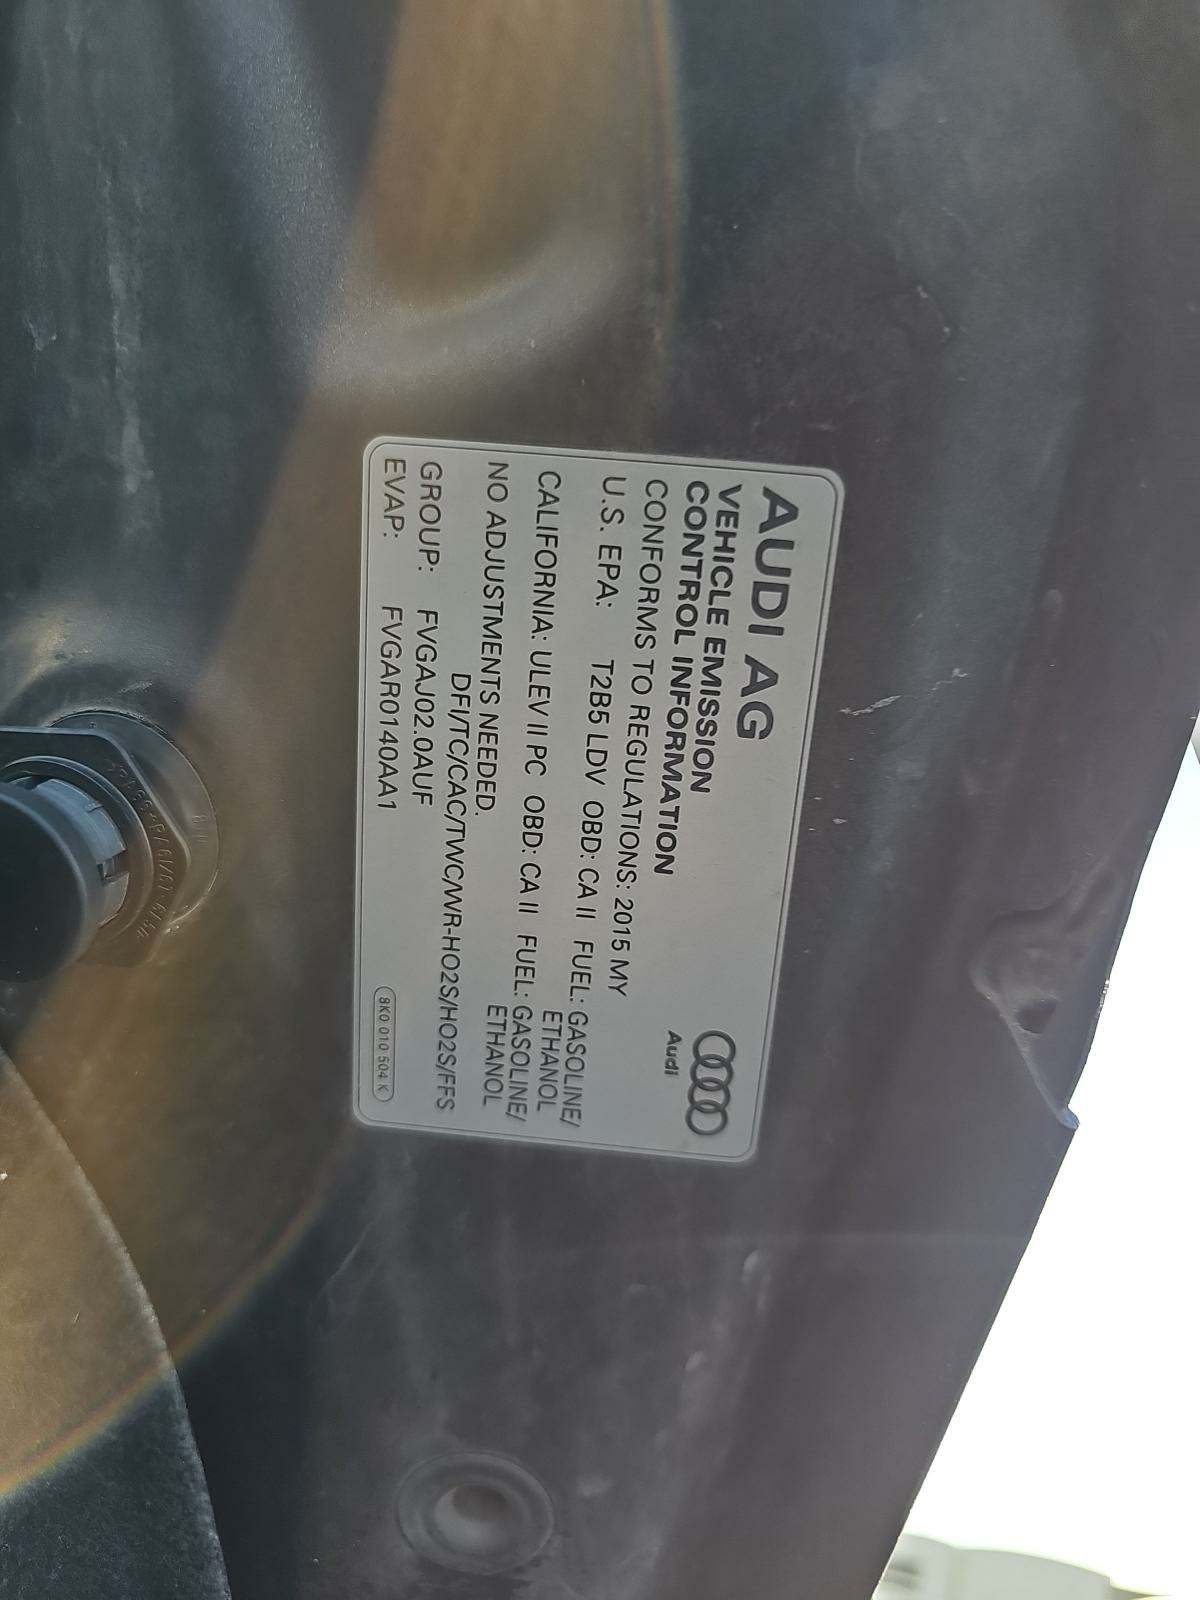 AUDI AG
VEHICLE EMISSION
CONTROL INFORMATION
Audi
CONFORMS TO REGULATIONS: 2015 MY
U.S. EPA: T2B5 LDV OBD: CA II FUEL: GASOLINE/
ETHANOL
CALIFORNIA: ULEV II PC OBD: CA II FUEL: GASOLINE/
ETHANOL
NO ADJUSTMENTS NEEDED.
DFI/TC/CAC/TWC/WR-HO2S/HO2S/FFS
GROUP: FVGAJ02.0AUF
EVAP: FVGAR0140AA1
8K0 010 504 K